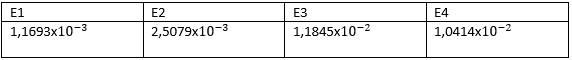 E1 E2 E3 E4
1,1693x10⁻³ 2,5079x10⁻³ 1,1845x10⁻² 1,0414x10⁻²